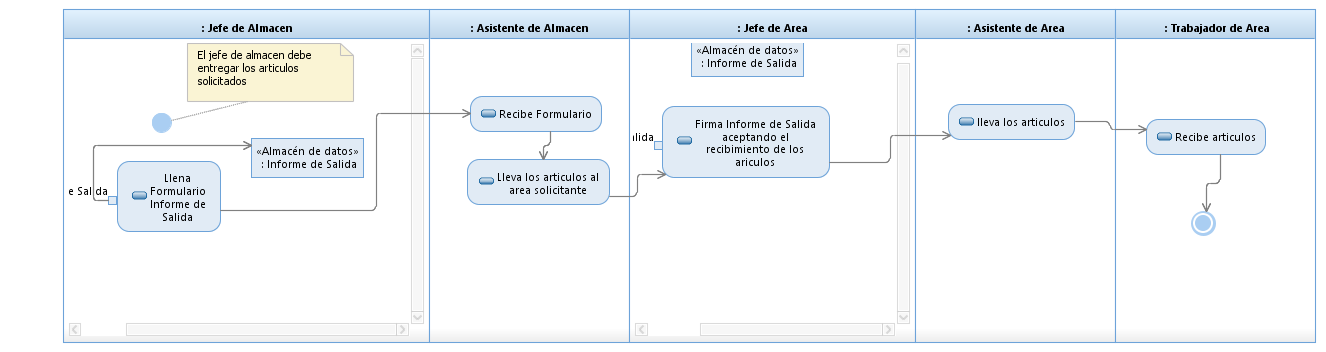 : Jefe de Almacen
: Asistente de Almacen
: Jefe de Area
: Asistente de Area
: Trabajador de Area
El jefe de almacen debe
entregar los articulos
solicitados
«Almacén de datos»
: Informe de Salida
e Salida
Llena
Formulario
Informe de
Salida
Recibe Formulario
Lleva los articulos al
area solicitante
«Almacén de datos»
: Informe de Salida
alida
Firma Informe de Salida
aceptando el
recibimiento de los
ariculos
lleva los articulos
Recibe articulos